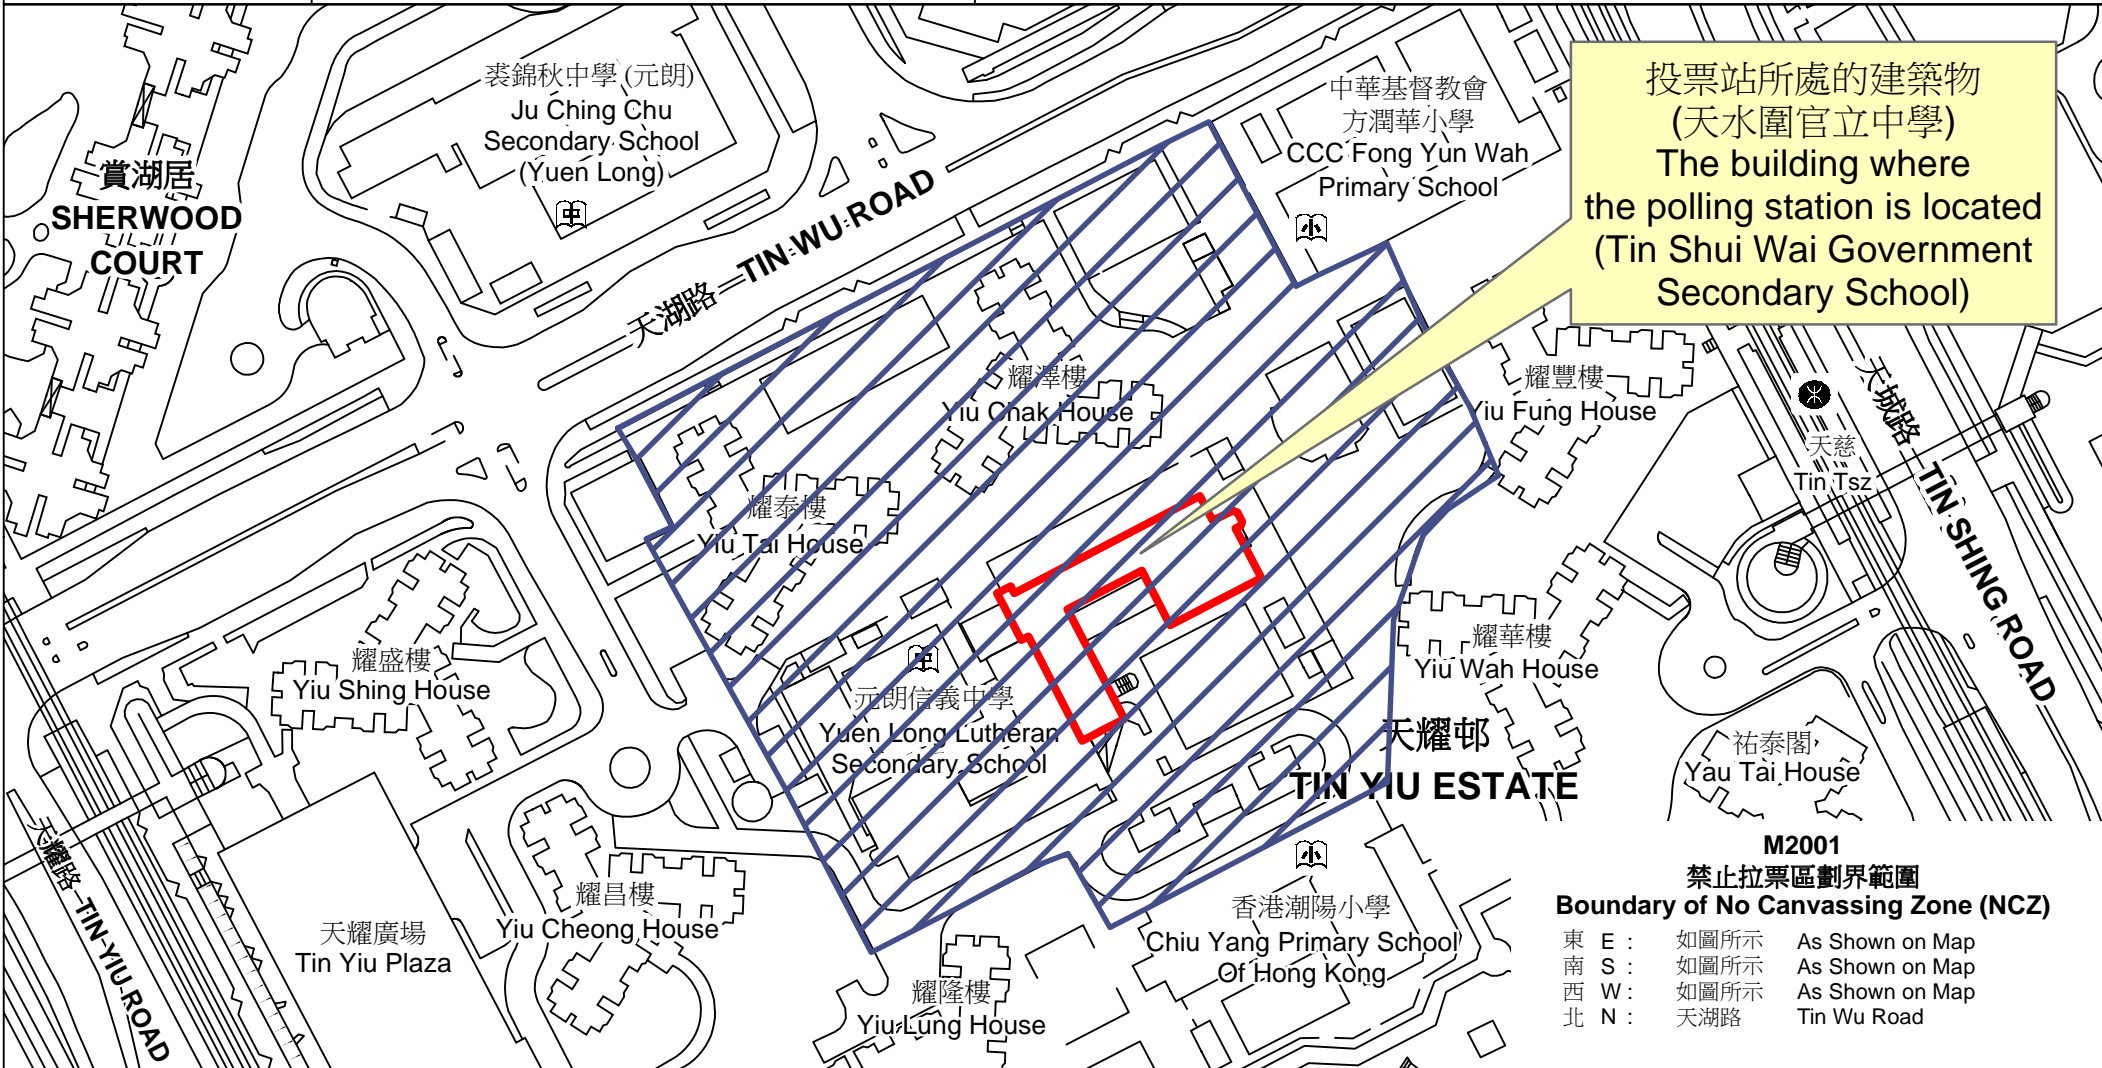 裘錦秋中學 (元朗)
Ju Ching Chu
Secondary School
(Yuen Long)
中
賞湖居
SHERWOOD
COURT
天湖路 TIN WU ROAD
中華基督教會
方潤華小學
CCC Fong Yun Wah
Primary School
小
投票站所處的建築物
(天水圍官立中學)
The building where
the polling station is located
(Tin Shui Wai Government
Secondary School)
耀澤樓
Yiu Chak House
耀豐樓
Yiu Fung House
天慈
Tin Tsz
天城路 TIN SHING ROAD
耀泰樓
Yiu Tai House
耀盛樓
Yiu Shing House
中
元朗信義中學
Yuen Long Lutheran
Secondary School
耀華樓
Yiu Wah House
天耀邨
TIN YIU ESTATE
祐泰閣
Yau Tai House
天耀路 TIN YIU ROAD
天耀廣場
Tin Yiu Plaza
耀昌樓
Yiu Cheong House
耀隆樓
Yiu Lung House
小
香港潮陽小學
Chiu Yang Primary School
Of Hong Kong
M2001
禁止拉票區劃界範圍
Boundary of No Canvassing Zone (NCZ)
東 E : 如圖所示 As Shown on Map
南 S : 如圖所示 As Shown on Map
西 W : 如圖所示 As Shown on Map
北 N : 天湖路 Tin Wu Road